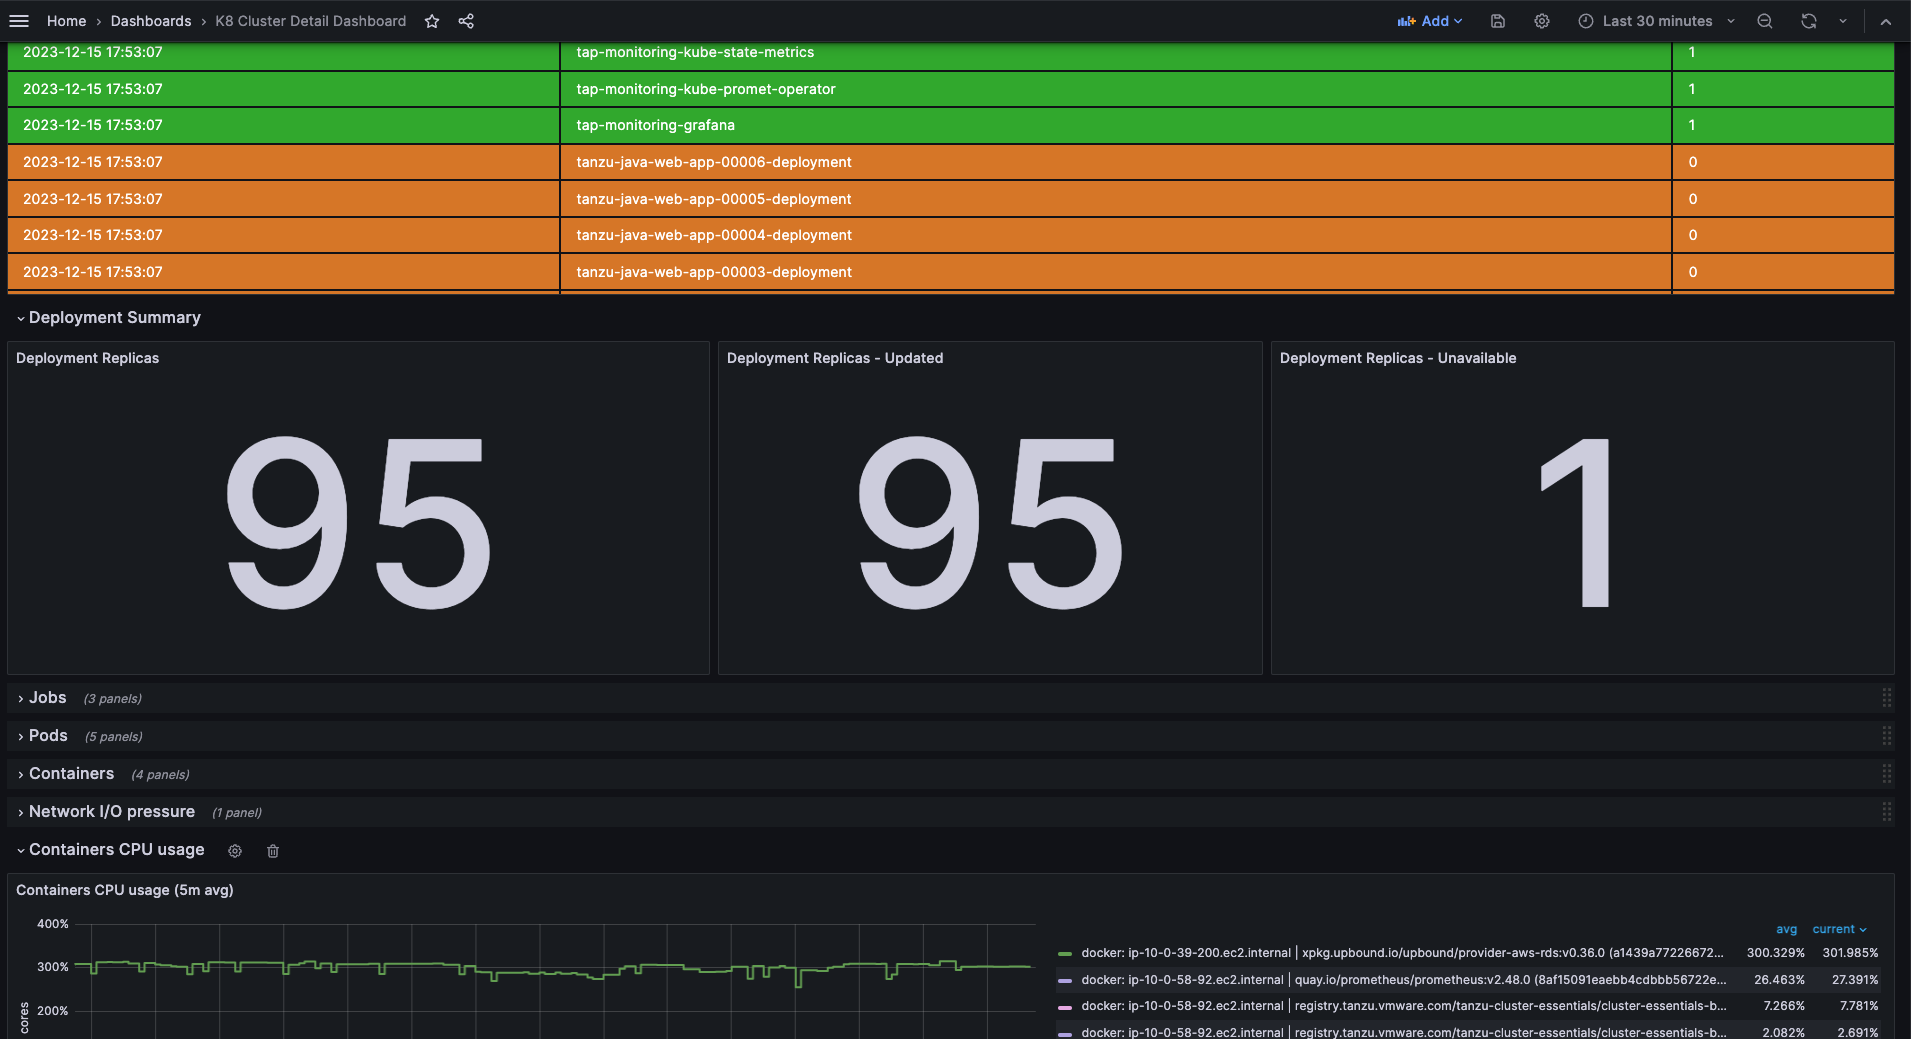 Home › Dashboards › K8 Cluster Detail Dashboard Add Last 30 minutes
2023-12-15 17:53:07 tap-monitoring-kube-state-metrics 1
2023-12-15 17:53:07 tap-monitoring-kube-promet-operator 1
2023-12-15 17:53:07 tap-monitoring-grafana 1
2023-12-15 17:53:07 tanzu-java-web-app-00006-deployment 0
2023-12-15 17:53:07 tanzu-java-web-app-00005-deployment 0
2023-12-15 17:53:07 tanzu-java-web-app-00004-deployment 0
2023-12-15 17:53:07 tanzu-java-web-app-00003-deployment 0
Deployment Summary
Deployment Replicas
95
Deployment Replicas - Updated
95
Deployment Replicas - Unavailable
1
Jobs (3 panels)
Pods (5 panels)
Containers (4 panels)
Network I/O pressure (1 panel)
Containers CPU usage
Containers CPU usage (5m avg)
400%
300%
200%
cores
avg current
docker: ip-10-0-39-200.ec2.internal | xpkg.upbound.io/upbound/provider-aws-rds:v0.36.0 (a1439a77226672... 300.329% 301.985%
docker: ip-10-0-58-92.ec2.internal | quay.io/prometheus/prometheus:v2.48.0 (8af15091eaebb4cdbbb56722e... 26.463% 27.391%
docker: ip-10-0-58-92.ec2.internal | registry.tanzu.vmware.com/tanzu-cluster-essentials/cluster-essentials-b... 7.266% 7.781%
docker: ip-10-0-58-92.ec2.internal | registry.tanzu.vmware.com/tanzu-cluster-essentials/cluster-essentials-b... 2.082% 2.691%